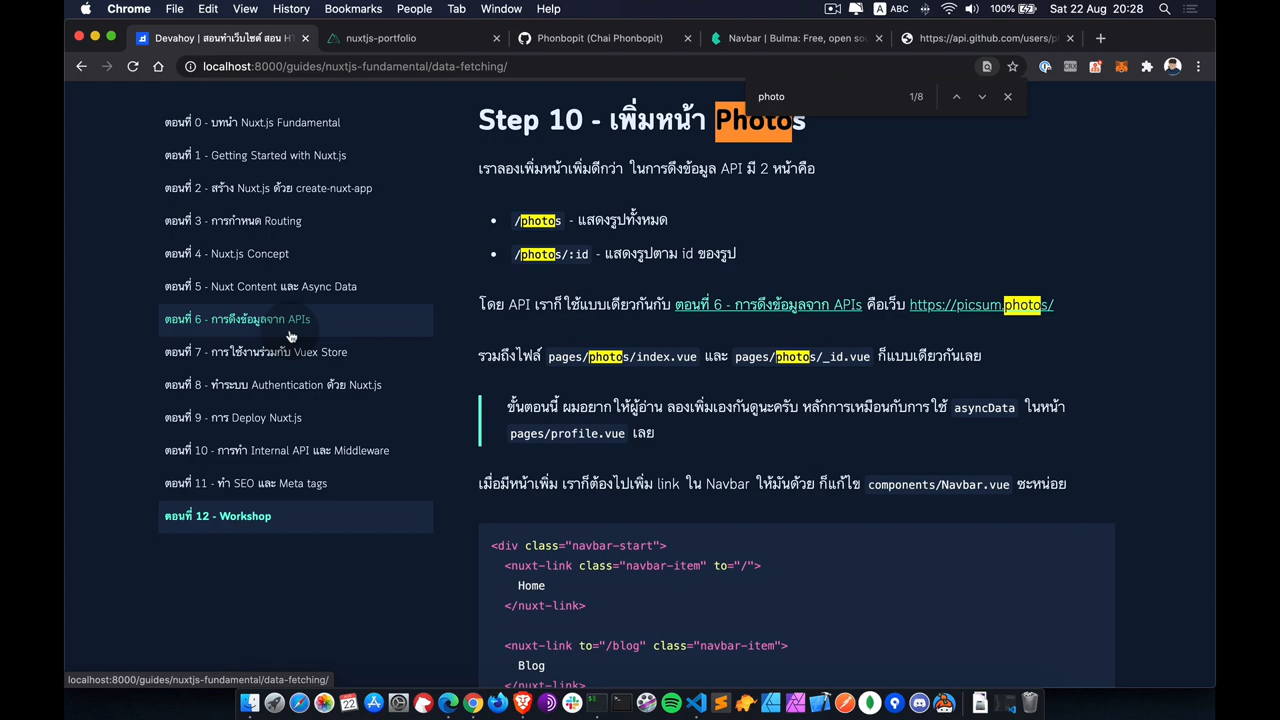 Chrome File Edit View History Bookmarks People Tab Window Help
ABC 100% Sat 22 Aug 20:28
Devahoy | สอนทำเว็บไซต์ สอน HT
nuxtjs-portfolio
Phonbopit (Chai Phonbopit)
Navbar | Bulma: Free, open so
https://api.github.com/users/p
localhost:8000/guides/nuxtjs-fundamental/data-fetching/
photo 1/8
ตอนที่ 0 - บทนำ Nuxt.js Fundamental
ตอนที่ 1 - Getting Started with Nuxt.js
ตอนที่ 2 - สร้าง Nuxt.js ด้วย create-nuxt-app
ตอนที่ 3 - การกำหนด Routing
ตอนที่ 4 - Nuxt.js Concept
ตอนที่ 5 - Nuxt Content และ Async Data
ตอนที่ 6 - การดึงข้อมูลจาก APIs
ตอนที่ 7 - การใช้งานร่วมกับ Vuex Store
ตอนที่ 8 - ทำระบบ Authentication ด้วย Nuxt.js
ตอนที่ 9 - การ Deploy Nuxt.js
ตอนที่ 10 - การทำ Internal API และ Middleware
ตอนที่ 11 - ทำ SEO และ Meta tags
ตอนที่ 12 - Workshop
Step 10 - เพิ่มหน้า Photos
เราลองเพิ่มหน้าเพิ่มดีกว่า ในการดึงข้อมูล API มี 2 หน้าคือ
• /photos - แสดงรูปทั้งหมด
• /photos/:id - แสดงรูปตาม id ของรูป
โดย API เราก็ใช้แบบเดียวกันกับ ตอนที่ 6 - การดึงข้อมูลจาก APIs คือเว็บ https://picsum.photos/
รวมถึงไฟล์ pages/photos/index.vue และ pages/photos/_id.vue ก็แบบเดียวกันเลย
ขั้นตอนนี้ ผมอยากให้ผู้อ่าน ลองเพิ่มเองกันดูนะครับ หลักการเหมือนกับการใช้ asyncData ในหน้า
pages/profile.vue เลย
เมื่อมีหน้าเพิ่ม เราก็ต้องไปเพิ่ม link ใน Navbar ให้มันด้วย ก็แก้ไข components/Navbar.vue ซะหน่อย
<div class="navbar-start">
<nuxt-link class="navbar-item" to="/">
Home
</nuxt-link>
<nuxt-link to="/blog" class="navbar-item">
Blog
</nuxt-link>
localhost:8000/guides/nuxtjs-fundamental/data-fetching/
22